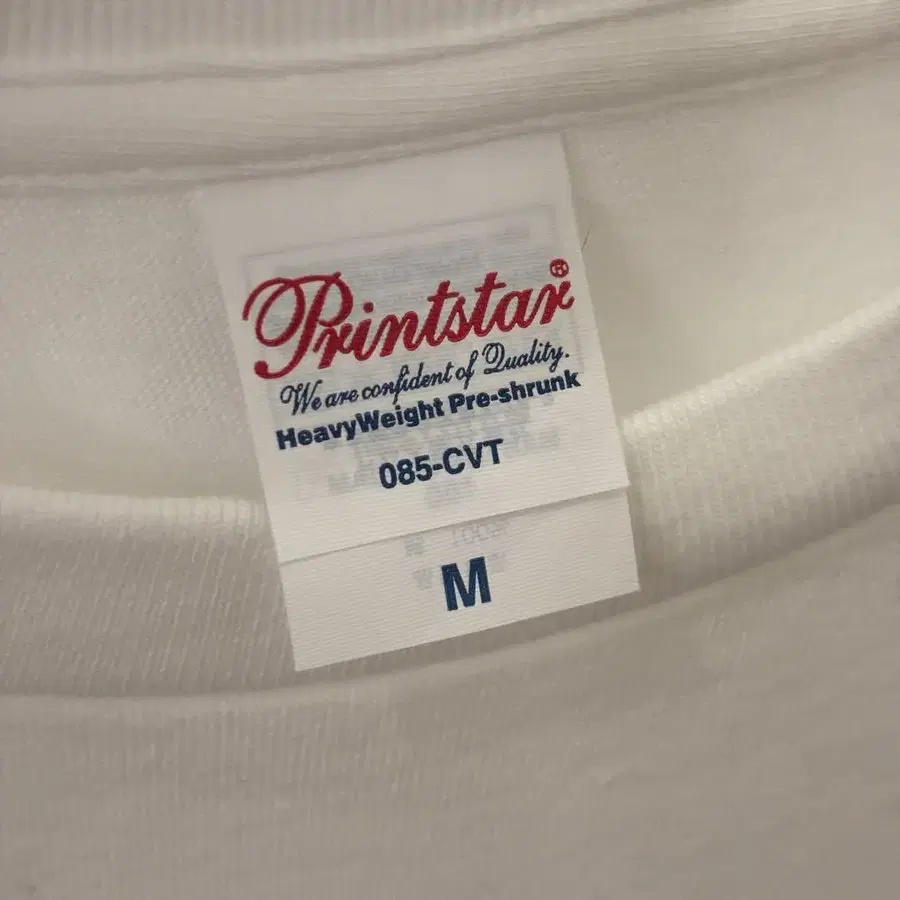 Printstar®
We are confident of Quality.
HeavyWeight Pre-shrunk
085-CVT
M